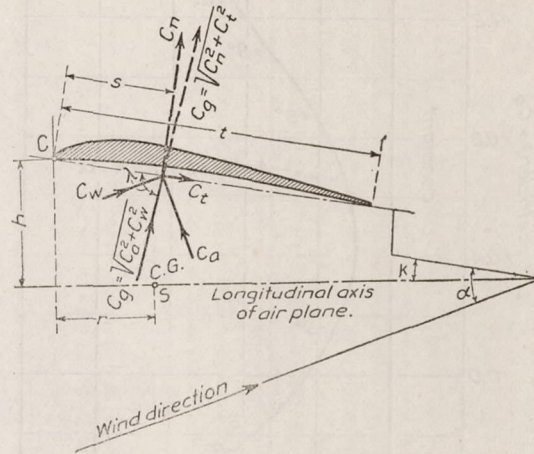 Cn
Cg = √Cn² + Ct²
s
t
C
λ
Cw
Ct
Ca
Cg = √Ca² + Cw²
h
C.G.
S
r
K
α
Longitudinal axis
of air plane.
Wind direction